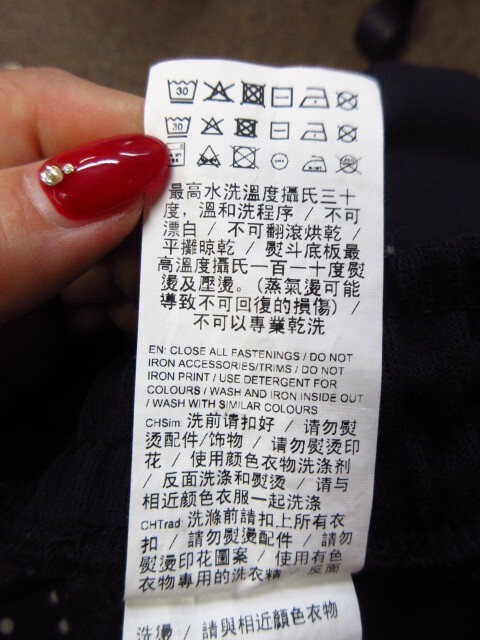 30
30
最高水洗溫度攝氏三十
度，溫和洗程序 / 不可
漂白 / 不可翻滾烘乾 /
平攤晾乾 / 熨斗底板最
高溫度攝氏一百一十度熨
燙及壓燙。(蒸氣燙可能
導致不可回復的損傷) /
不可以專業乾洗
EN: CLOSE ALL FASTENINGS / DO NOT
IRON ACCESSORIES/TRIMS / DO NOT
IRON PRINT / USE DETERGENT FOR
COLOURS / WASH AND IRON INSIDE OUT
/ WASH WITH SIMILAR COLOURS
CHSim: 洗前请扣好 / 请勿熨
烫配件/饰物 / 请勿熨烫印
花 / 使用颜色衣物洗涤剂
/ 反面洗涤和熨烫 / 请与
相近颜色衣服一起洗涤
CHTrad: 洗滌前請扣上所有衣
扣 / 請勿熨燙配件 / 請勿
熨燙印花圖案 / 使用有色
衣物專用的洗衣精 / 反面
洗燙 / 請與相近顏色衣物